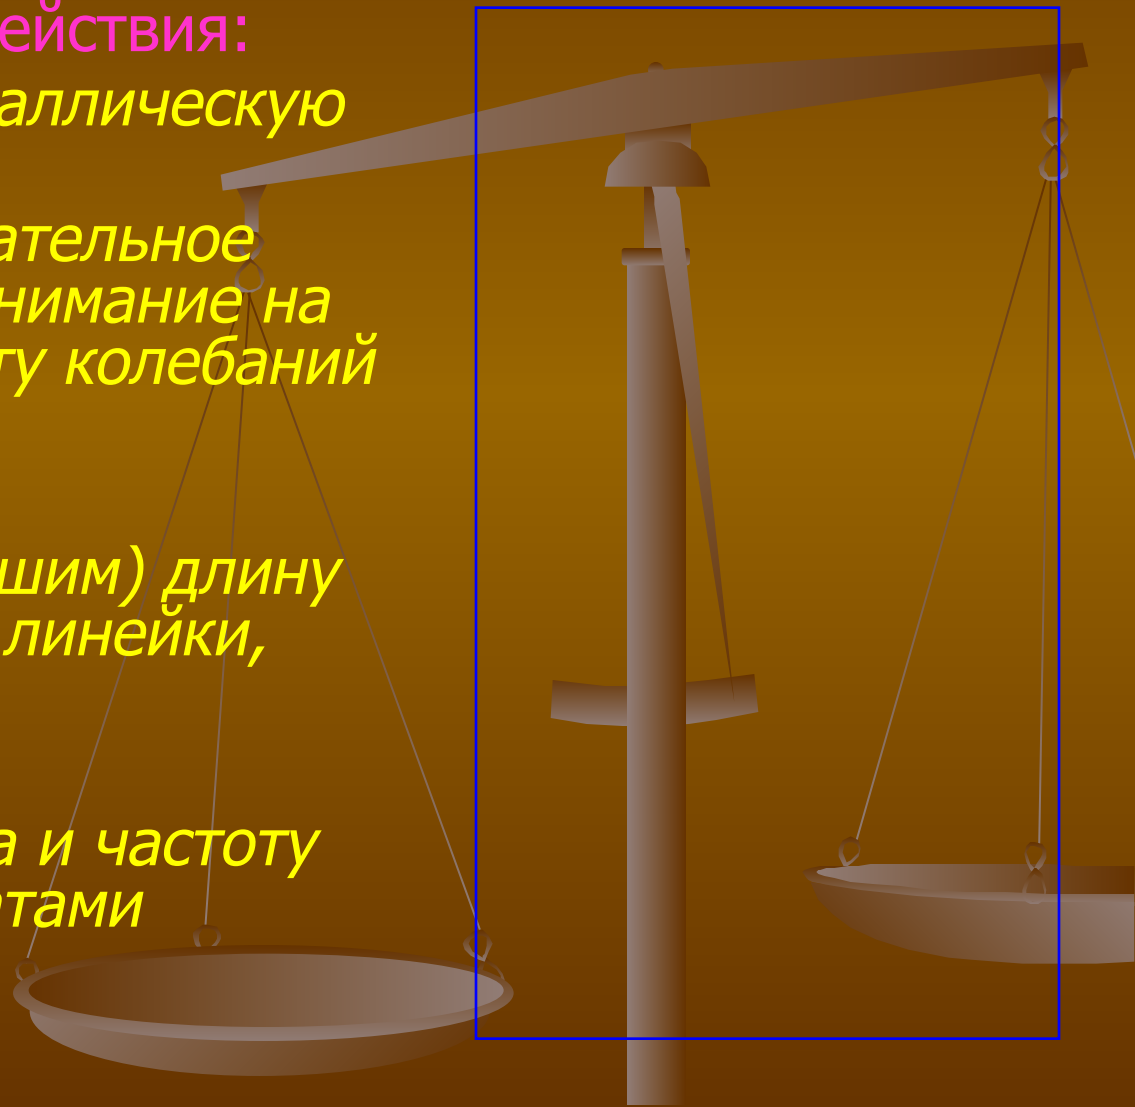 ействия:
аллическую
ательное
нимание на
ту колебаний
шим) длину
линейки,
а и частоту
тами